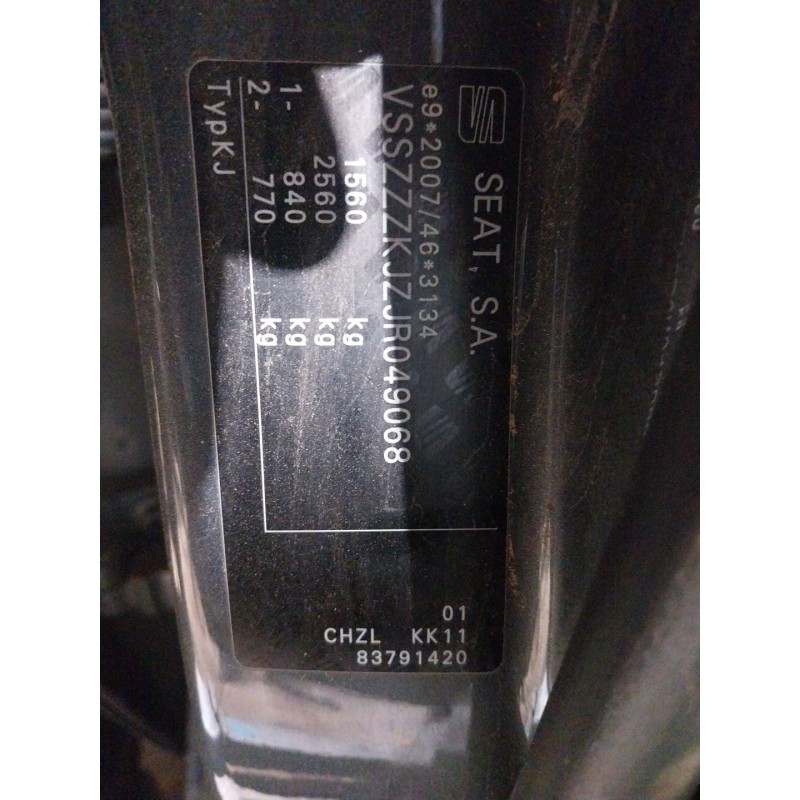 SEAT, S.A.
e9*2007/46*3134
VSSZZZKJZJR049068
1560 kg
2560 kg
1- 840 kg
2- 770 kg
TypKJ
01
CHZL KK11
83791420